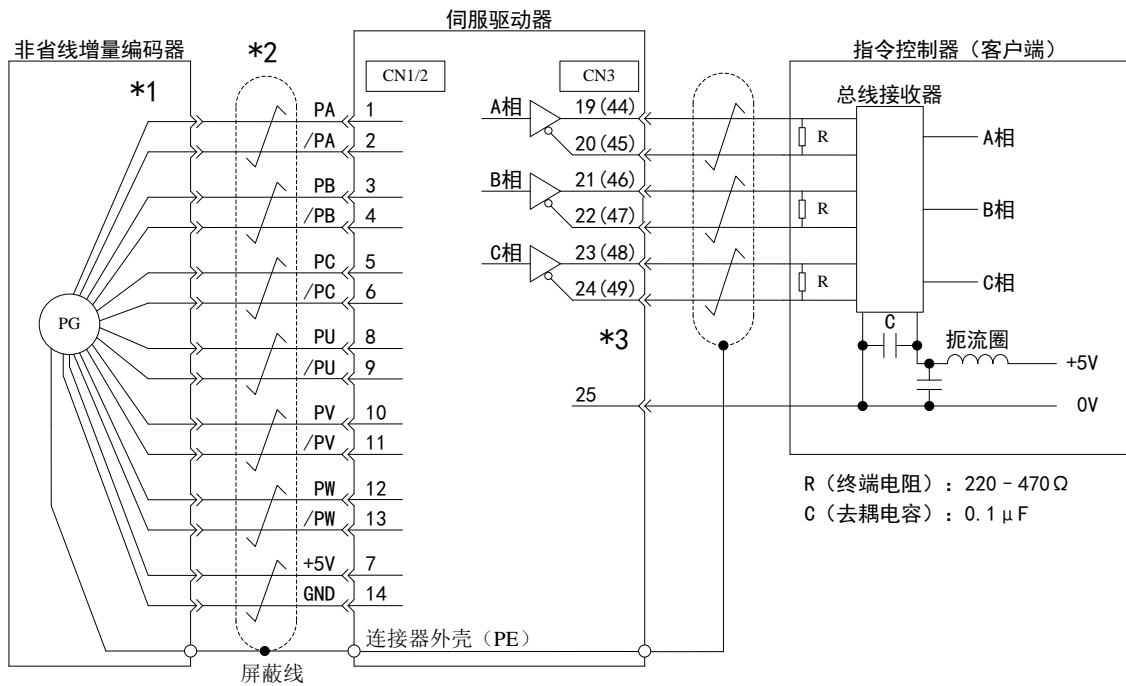 伺服驱动器
非省线增量编码器
*2
指令控制器（客户端）
*1
CN1/2
CN3
总线接收器
PA 1
/PA 2
PB 3
/PB 4
PC 5
/PC 6
PG
PU 8
/PU 9
PV 10
/PV 11
PW 12
/PW 13
+5V 7
GND 14
A相 19(44)
20(45)
B相 21(46)
22(47)
C相 23(48)
24(49)
*3
25
R
R
R
A相
B相
C相
C
扼流圈
+5V
0V
R（终端电阻）：220－470Ω
C（去耦电容）：0.1μF
连接器外壳（PE）
屏蔽线